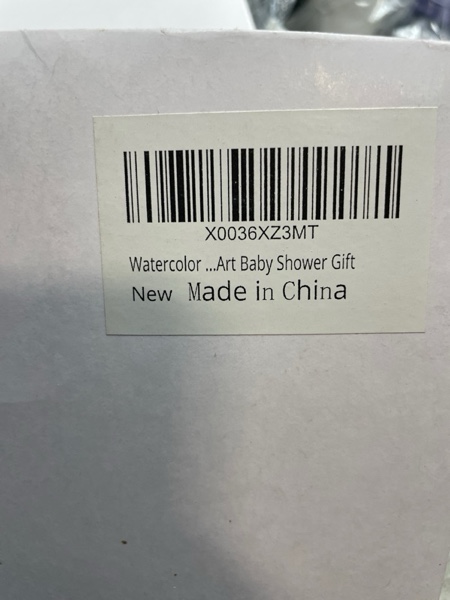 X0036XZ3MT
Watercolor ...Art Baby Shower Gift
New Made in China